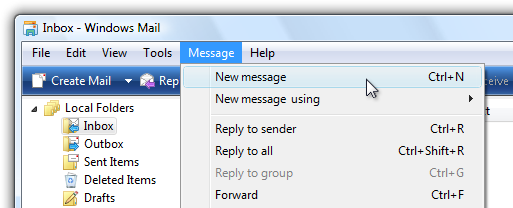 Inbox - Windows Mail
File Edit View Tools Message Help
Create Mail Rep
New message Ctrl+N
New message using
Reply to sender Ctrl+R
Reply to all Ctrl+Shift+R
Reply to group Ctrl+G
Forward Ctrl+F
Local Folders
Inbox
Outbox
Sent Items
Deleted Items
Drafts